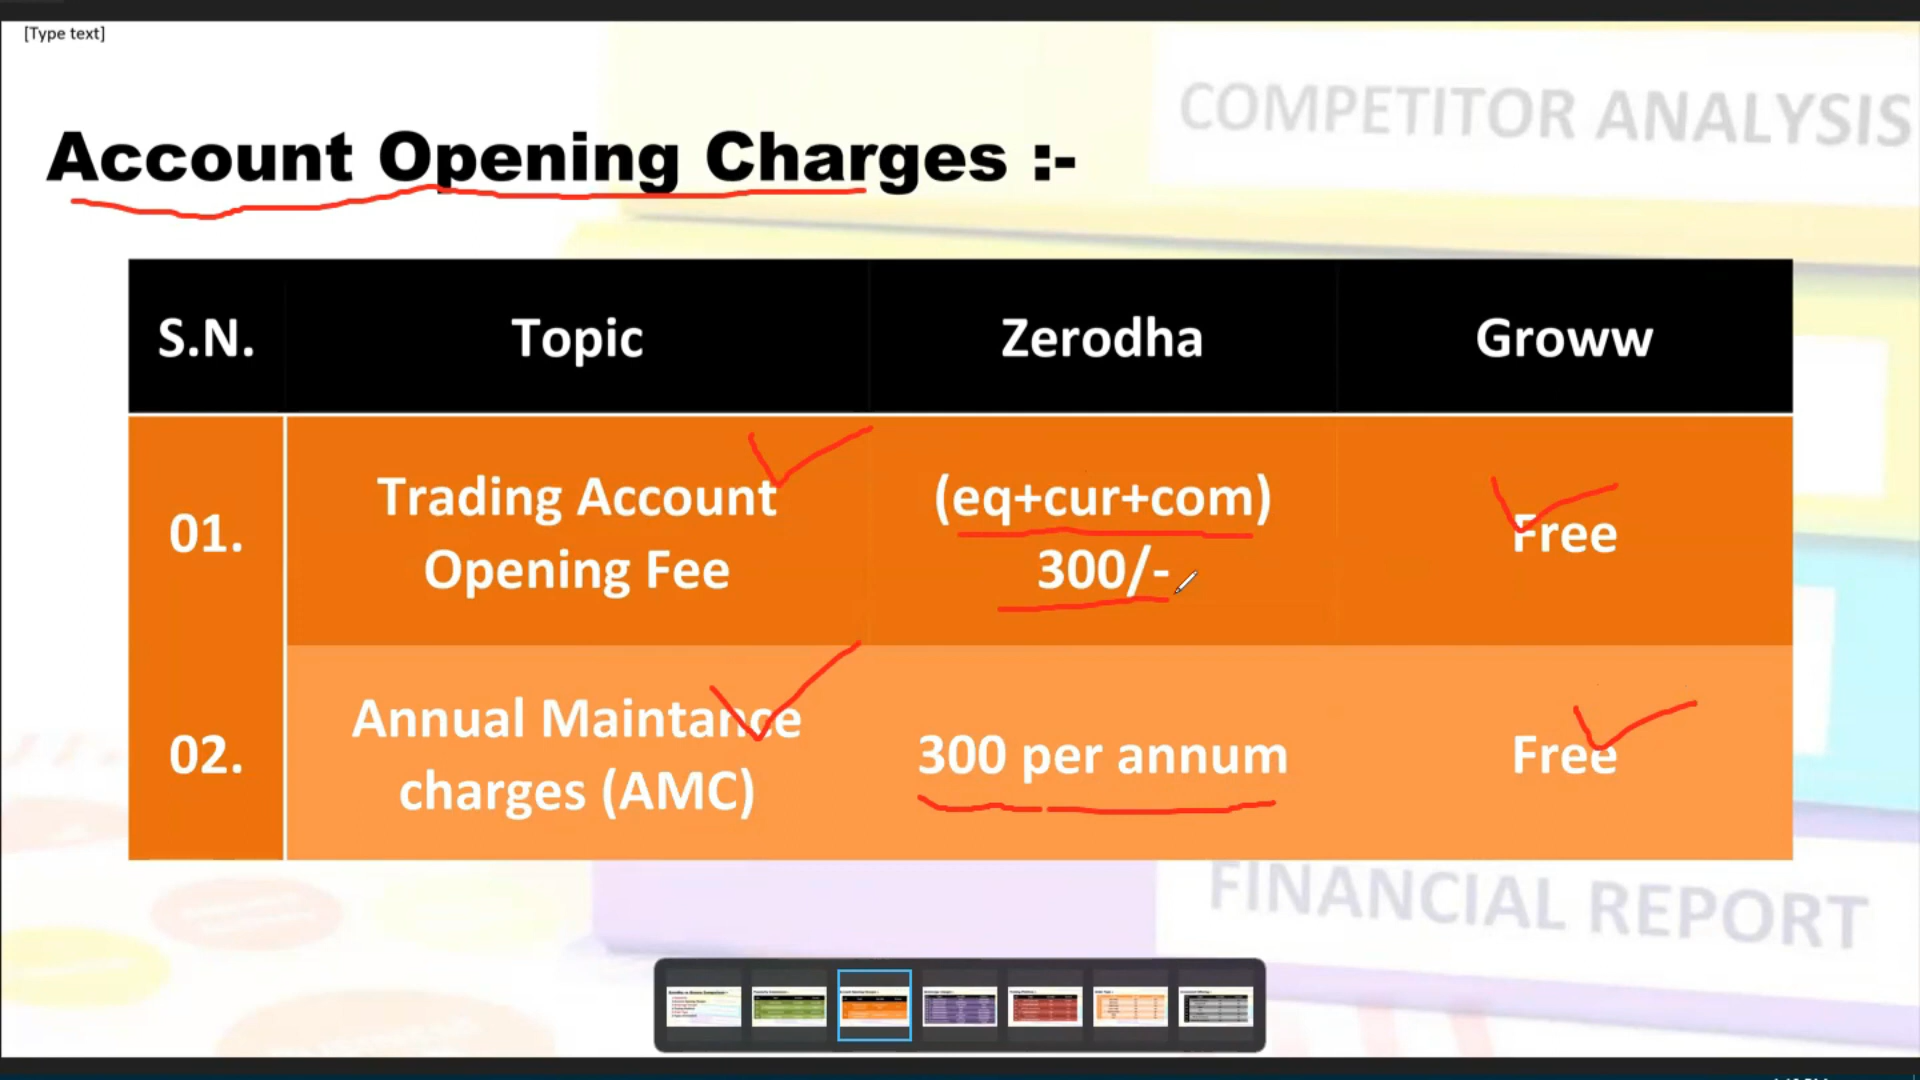 [Type text]
COMPETITOR ANALYSIS
Account Opening Charges :-
S.N. Topic Zerodha Groww
01. Trading Account Opening Fee (eq+cur+com) 300/- Free
02. Annual Maintance charges (AMC) 300 per annum Free
FINANCIAL REPORT